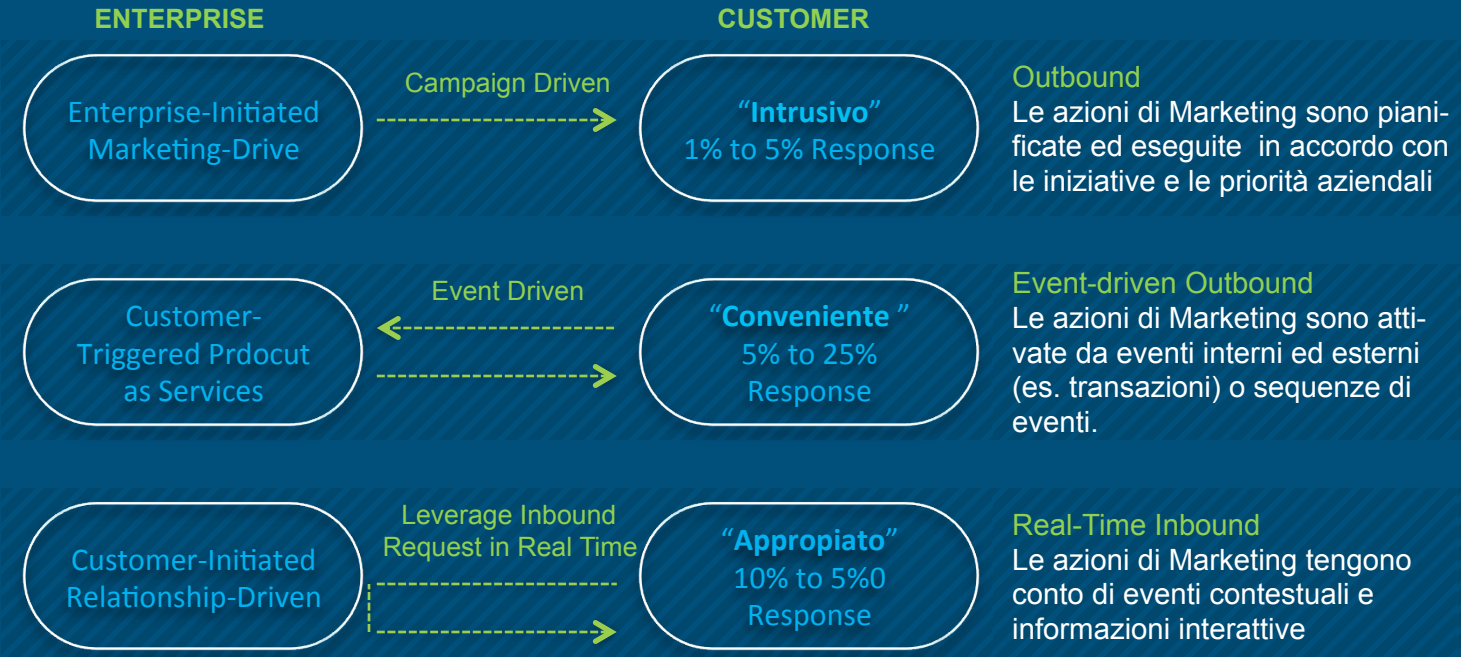 ENTERPRISE
CUSTOMER
Enterprise-Initiated
Marketing-Drive
Campaign Driven
“Intrusivo”
1% to 5% Response
Outbound
Le azioni di Marketing sono piani-
ficate ed eseguite in accordo con
le iniziative e le priorità aziendali
Customer-
Triggered Prdocut
as Services
Event Driven
“Conveniente ”
5% to 25%
Response
Event-driven Outbound
Le azioni di Marketing sono atti-
vate da eventi interni ed esterni
(es. transazioni) o sequenze di
eventi.
Customer-Initiated
Relationship-Driven
Leverage Inbound
Request in Real Time
“Appropiato”
10% to 5%0
Response
Real-Time Inbound
Le azioni di Marketing tengono
conto di eventi contestuali e
informazioni interattive